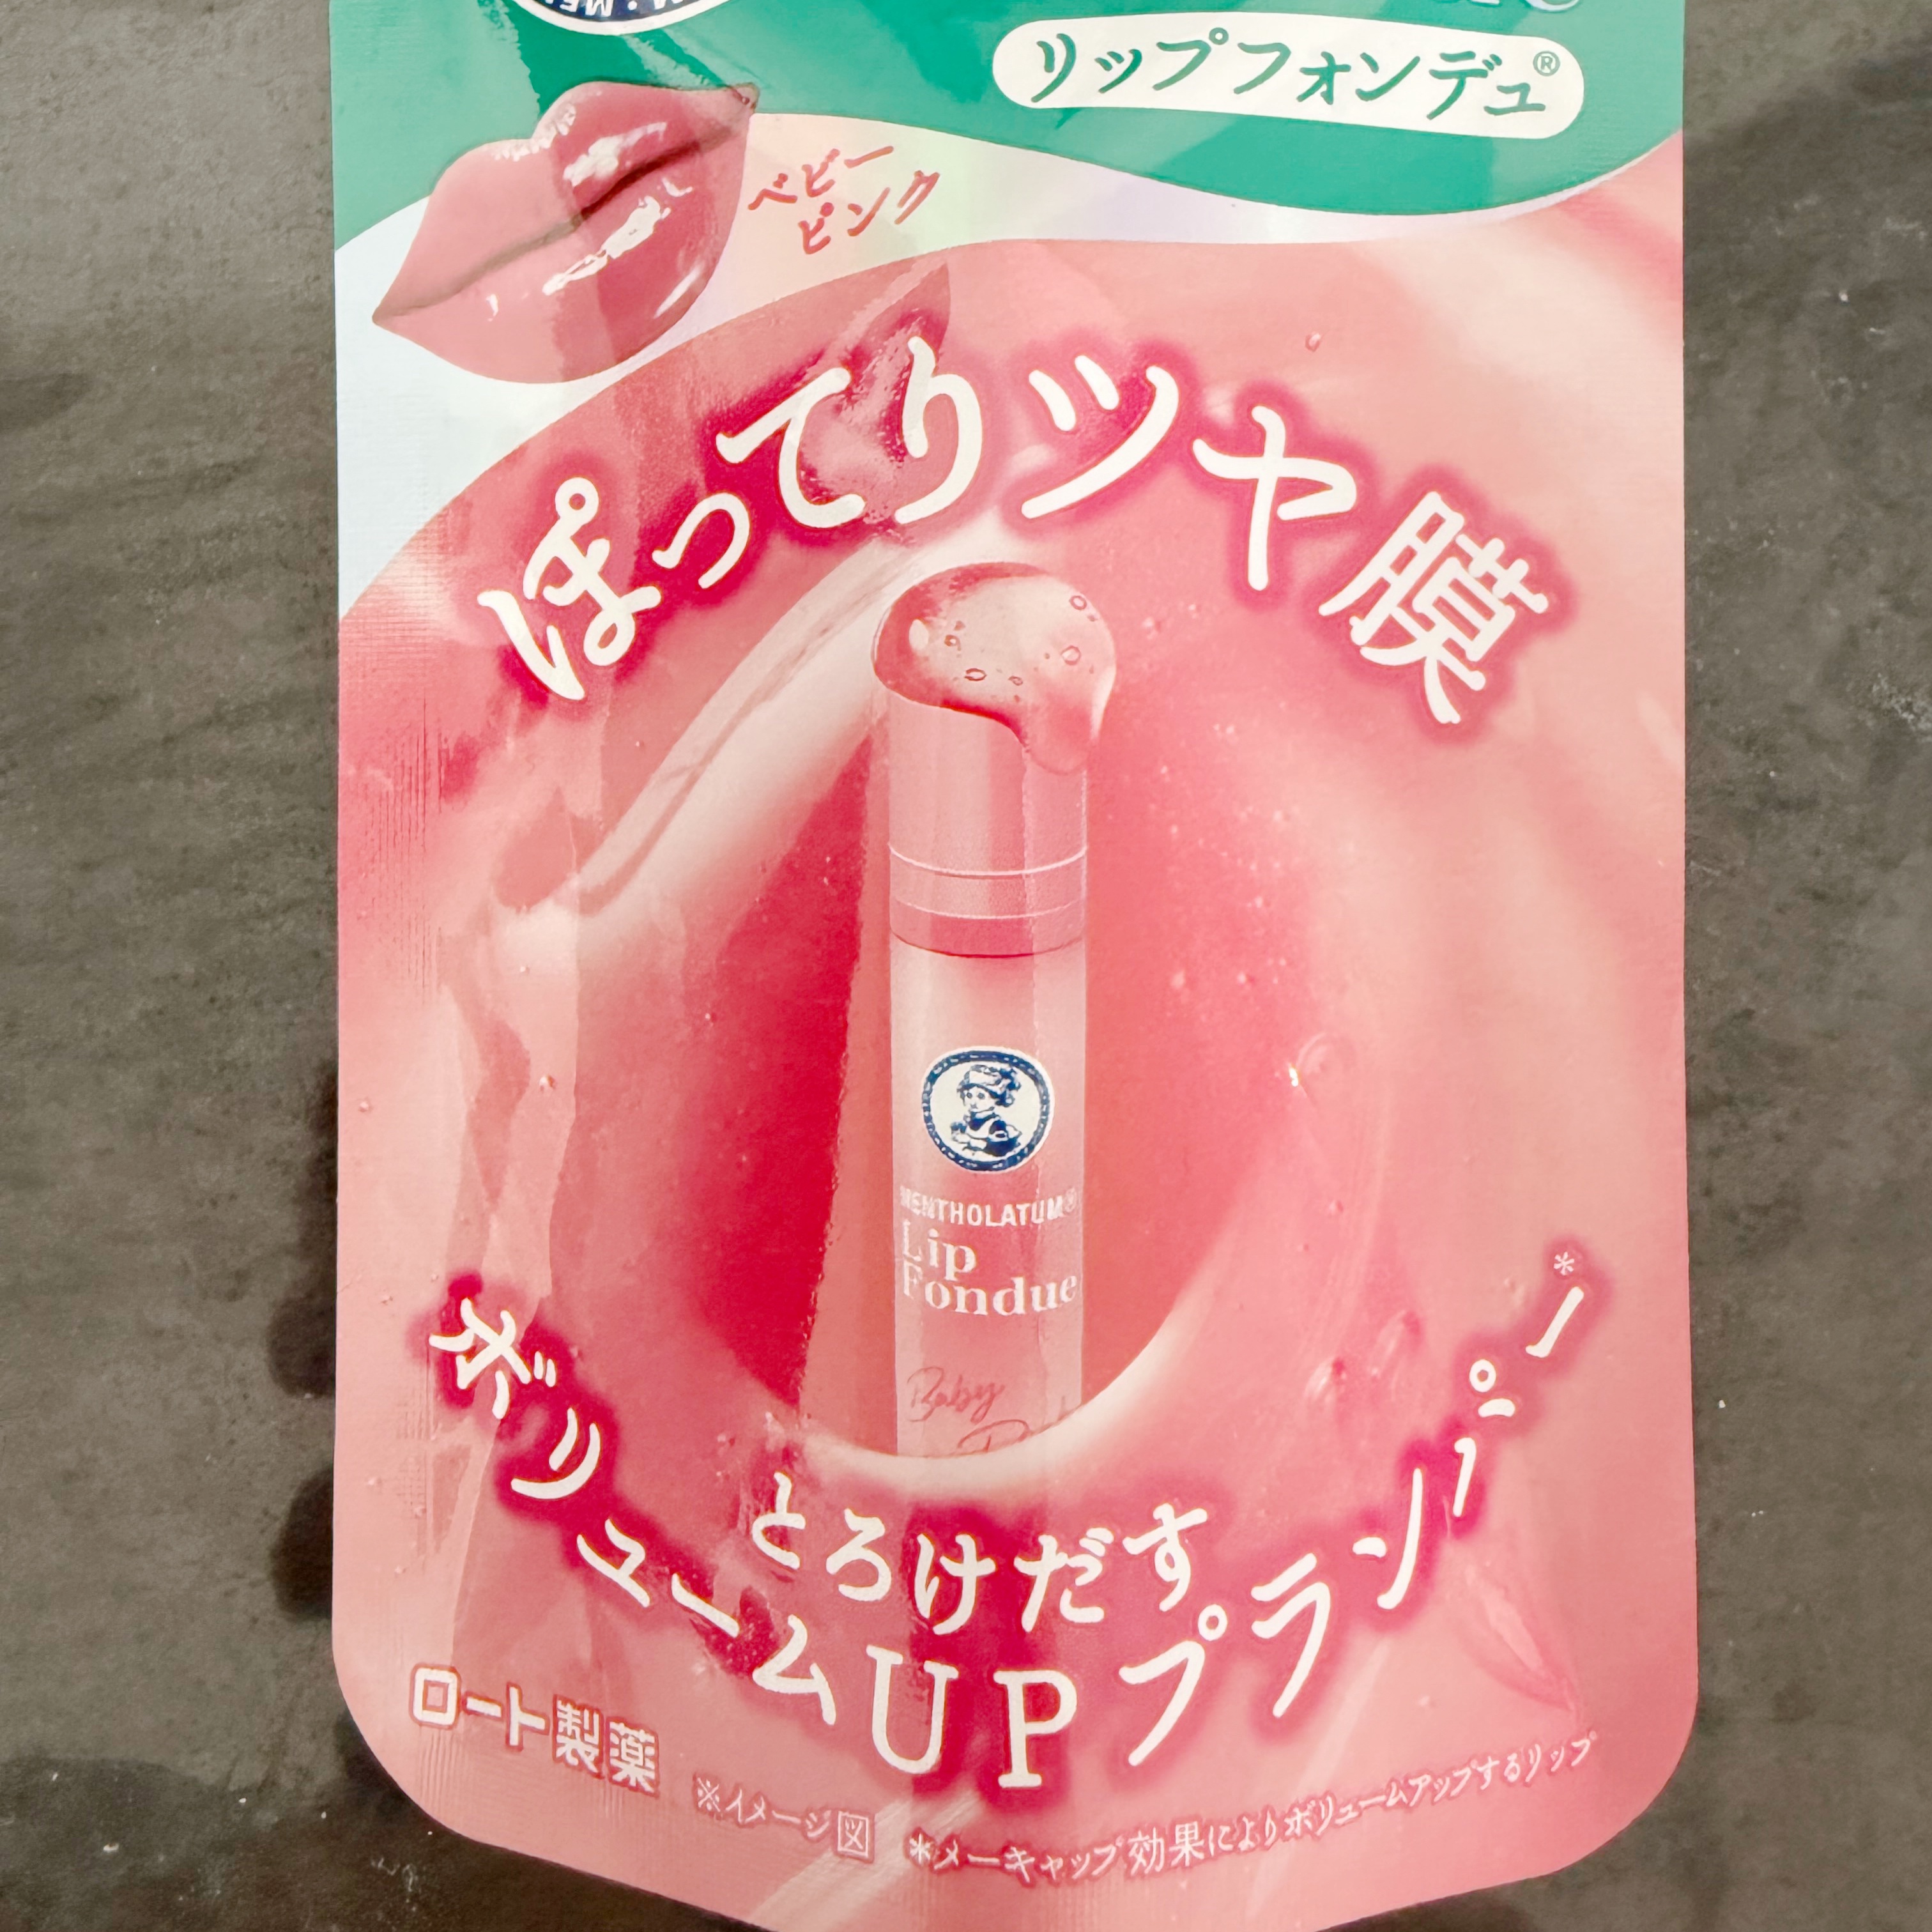 リップフォンデュ®
ベビー
ピンク
ぽってりツヤ膜
MENTHOLATUM®
Lip
Fondue
Baby
とろけだす
ボリュームUPプランパー*
ロート製薬
※イメージ図
*メーキャップ効果によりボリュームアップするリップ